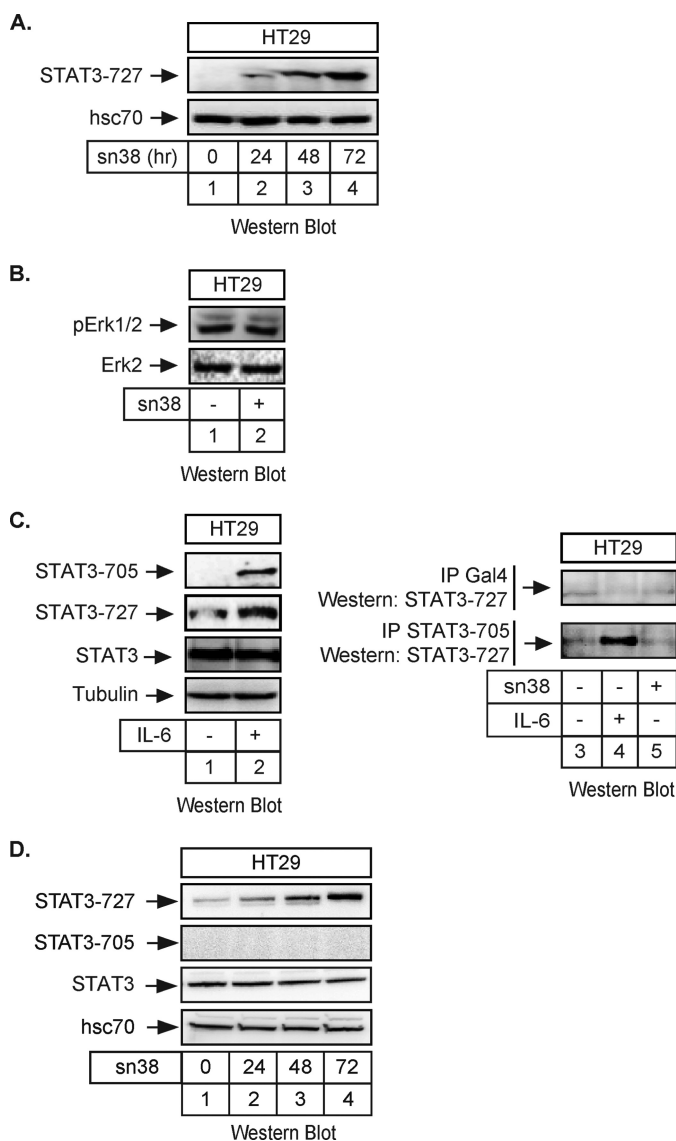 A.
HT29
STAT3-727
hsc70
sn38 (hr) 0 24 48 72
1 2 3 4
Western Blot
B.
HT29
pErk1/2
Erk2
sn38 - +
1 2
Western Blot
C.
HT29
STAT3-705
STAT3-727
STAT3
Tubulin
IL-6 - +
1 2
Western Blot
HT29
IP Gal4
Western: STAT3-727
IP STAT3-705
Western: STAT3-727
sn38 - - +
IL-6 - + -
3 4 5
Western Blot
D.
HT29
STAT3-727
STAT3-705
STAT3
hsc70
sn38 0 24 48 72
1 2 3 4
Western Blot